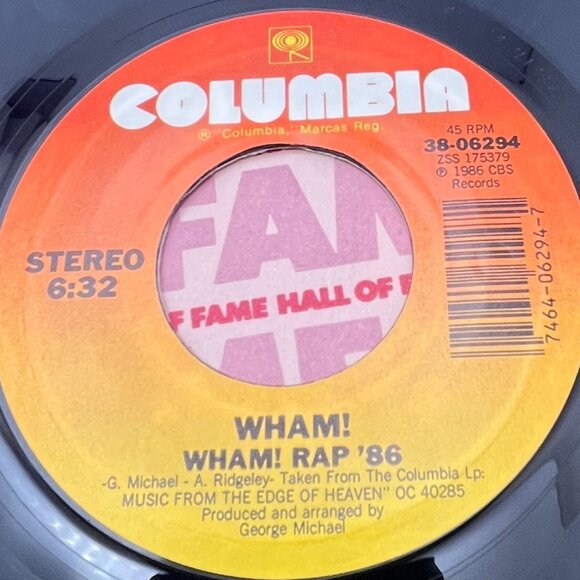 COLUMBIA
® "Columbia," Marcas Reg.
45 RPM
38-06294
ZSS 175379
℗ 1986 CBS
Records
STEREO
6:32
7464-06294-7
FAM
F FAME HALL OF
WHAM!
WHAM! RAP '86
-G. Michael - A. Ridgeley- Taken From The Columbia Lp:
MUSIC FROM THE EDGE OF HEAVEN" OC 40285
Produced and arranged by
George Michael